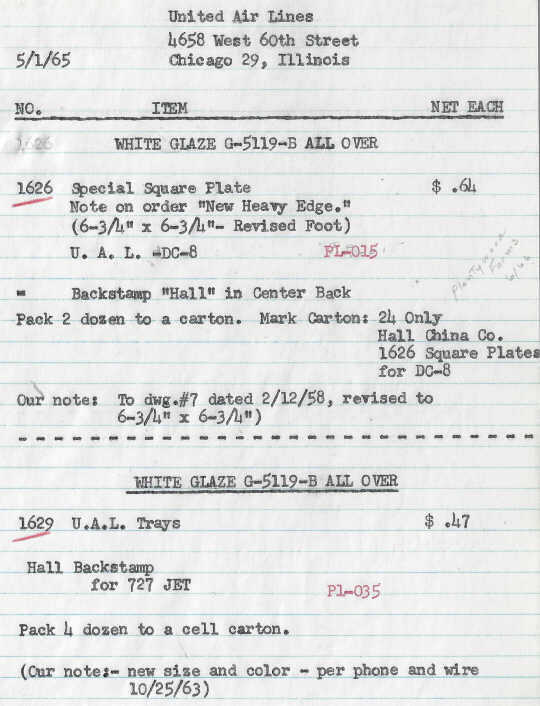 United Air Lines
4658 West 60th Street
5/1/65 Chicago 29, Illinois
NO. ITEM NET EACH
1626 WHITE GLAZE G-5119-B ALL OVER
1626 Special Square Plate $ .64
Note on order "New Heavy Edge."
(6-3/4" x 6-3/4"- Revised Foot)
U. A. L. -DC-8 PL-015
" Backstamp "Hall" in Center Back
Pack 2 dozen to a carton. Mark Carton: 24 Only
Hall China Co.
1626 Square Plates
for DC-8
Our note: To dwg.#7 dated 2/12/58, revised to
6-3/4" x 6-3/4")
- - - - - - - - - - - - - - - - - - - - - - - - - - - - - -
WHITE GLAZE G-5119-B ALL OVER
1629 U.A.L. Trays $ .47
Hall Backstamp
for 727 JET Pl-035
Pack 4 dozen to a cell carton.
(Our note:- new size and color - per phone and wire
10/25/63)